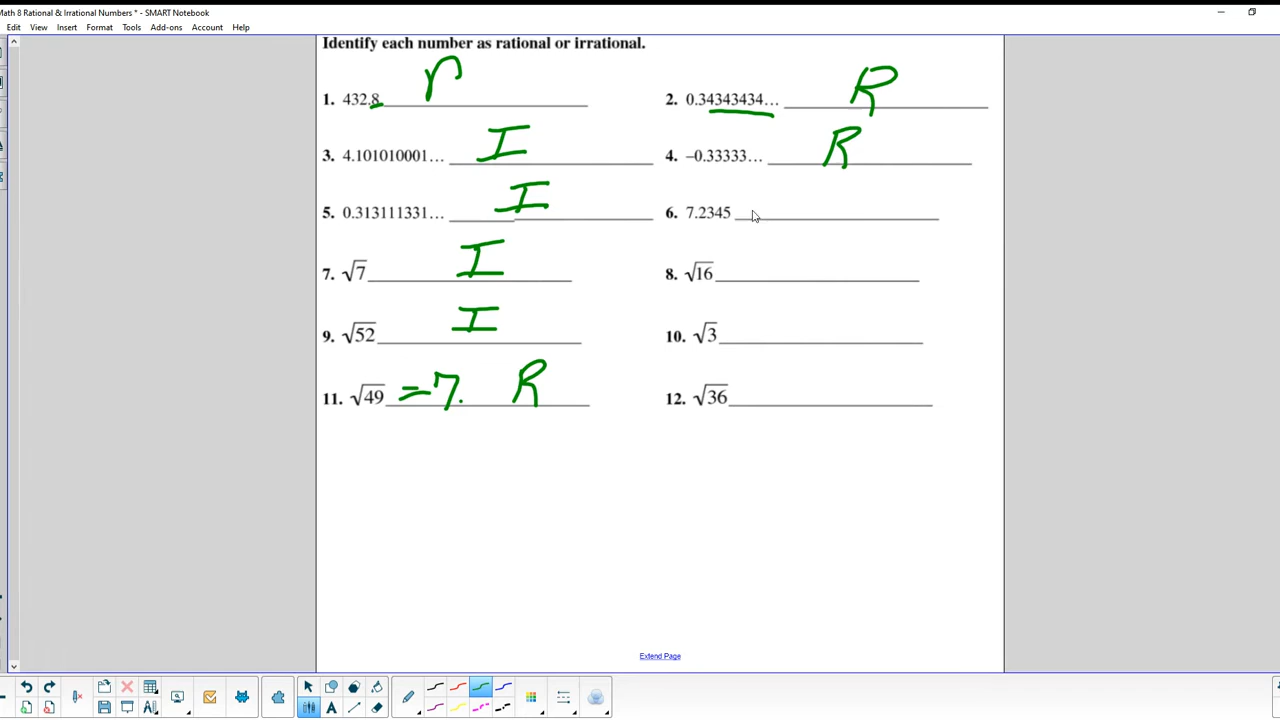 Math 8 Rational & Irrational Numbers * - SMART Notebook
Edit View Insert Format Tools Add-ons Account Help
Identify each number as rational or irrational.
1. 432.8 r
2. 0.34343434… R
3. 4.101010001… I
4. –0.33333… R
5. 0.313111331… I
6. 7.2345
7. √7 I
8. √16
9. √52 I
10. √3
11. √49 =7. R
12. √36
Extend Page